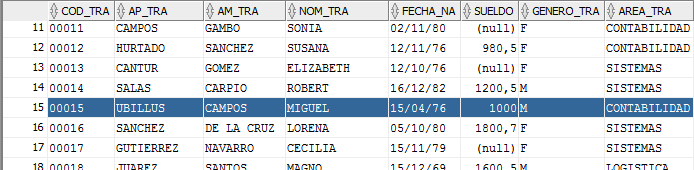 COD_TRA AP_TRA AM_TRA NOM_TRA FECHA_NA SUELDO GENERO_TRA AREA_TRA
11 00011 CAMPOS GAMBO SONIA 02/11/80 (null) F CONTABILIDAD
12 00012 HURTADO SANCHEZ SUSANA 12/11/76 980,5 F CONTABILIDAD
13 00013 CANTUR GOMEZ ELIZABETH 12/10/76 (null) F SISTEMAS
14 00014 SALAS CARPIO ROBERT 16/12/82 1200,5 M SISTEMAS
15 00015 UBILLUS CAMPOS MIGUEL 15/04/76 1000 M CONTABILIDAD
16 00016 SANCHEZ DE LA CRUZ LORENA 05/10/80 1800,7 F SISTEMAS
17 00017 GUTIERREZ NAVARRO CECILIA 15/11/79 (null) F SISTEMAS
18 00018 JUAREZ SANTOS MAGNO 15/12/69 1600,5 M LOGISTICA